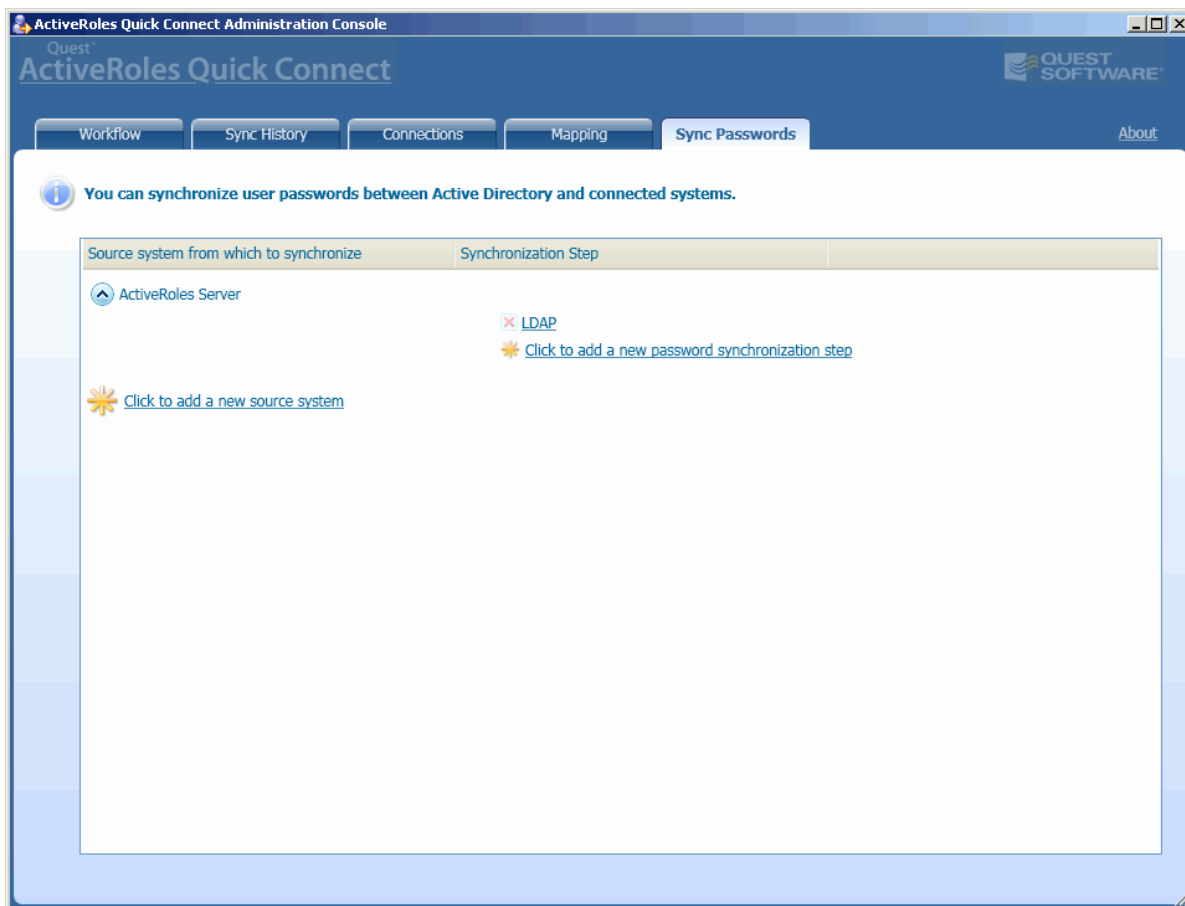 ActiveRoles Quick Connect Administration Console
Quest®
ActiveRoles Quick Connect
QUEST
SOFTWARE®
Workflow
Sync History
Connections
Mapping
Sync Passwords
About
You can synchronize user passwords between Active Directory and connected systems.
Source system from which to synchronize
Synchronization Step
ActiveRoles Server
LDAP
Click to add a new password synchronization step
Click to add a new source system